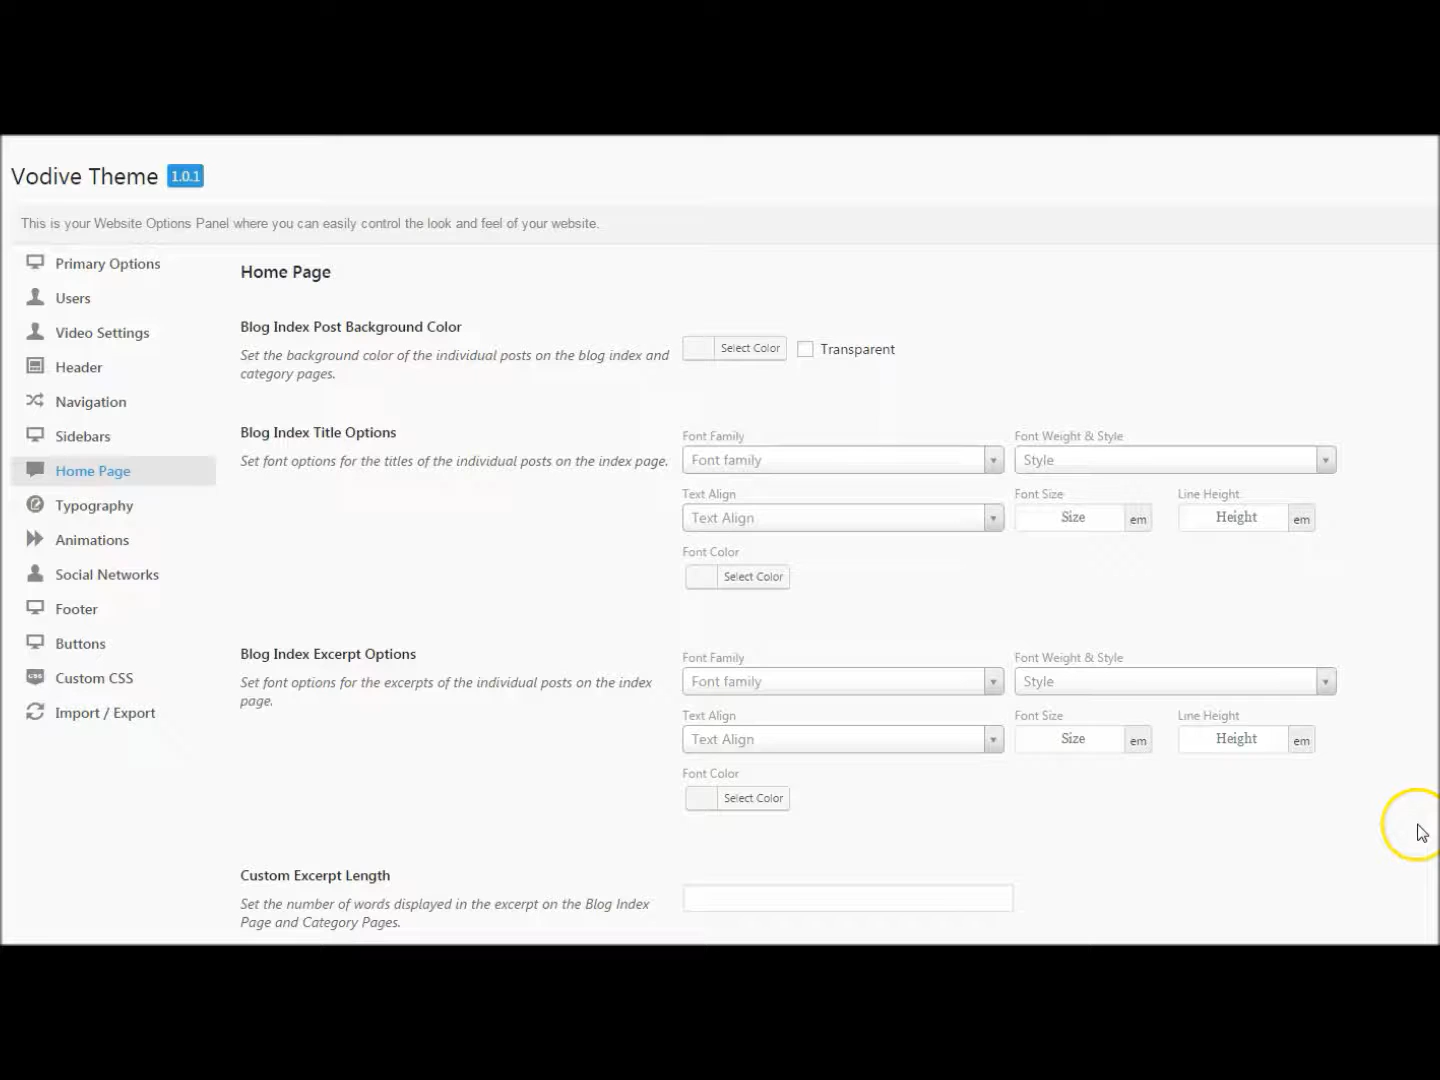 Vodive Theme 1.0.1
This is your Website Options Panel where you can easily control the look and feel of your website.
Primary Options
Users
Video Settings
Header
Navigation
Sidebars
Home Page
Typography
Animations
Social Networks
Footer
Buttons
CSS Custom CSS
Import / Export
Home Page
Blog Index Post Background Color
Set the background color of the individual posts on the blog index and
category pages.
Select Color Transparent
Blog Index Title Options
Set font options for the titles of the individual posts on the index page.
Font Family Font Weight & Style
Font family Style
Text Align Font Size Line Height
Text Align Size em Height em
Font Color
Select Color
Blog Index Excerpt Options
Set font options for the excerpts of the individual posts on the index
page.
Font Family Font Weight & Style
Font family Style
Text Align Font Size Line Height
Text Align Size em Height em
Font Color
Select Color
Custom Excerpt Length
Set the number of words displayed in the excerpt on the Blog Index
Page and Category Pages.